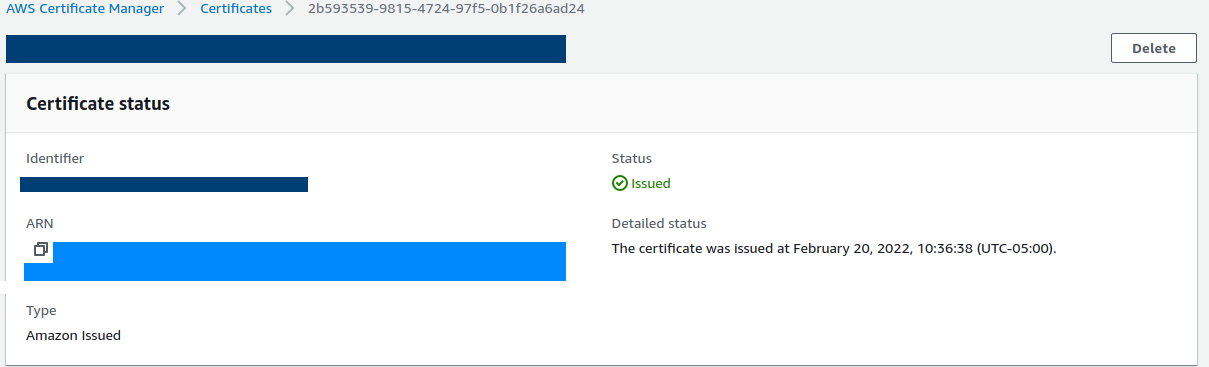 AWS Certificate Manager > Certificates > 2b593539-9815-4724-97f5-0b1f26a6ad24
Delete
Certificate status
Identifier
Status
Issued
ARN
Detailed status
The certificate was issued at February 20, 2022, 10:36:38 (UTC-05:00).
Type
Amazon Issued